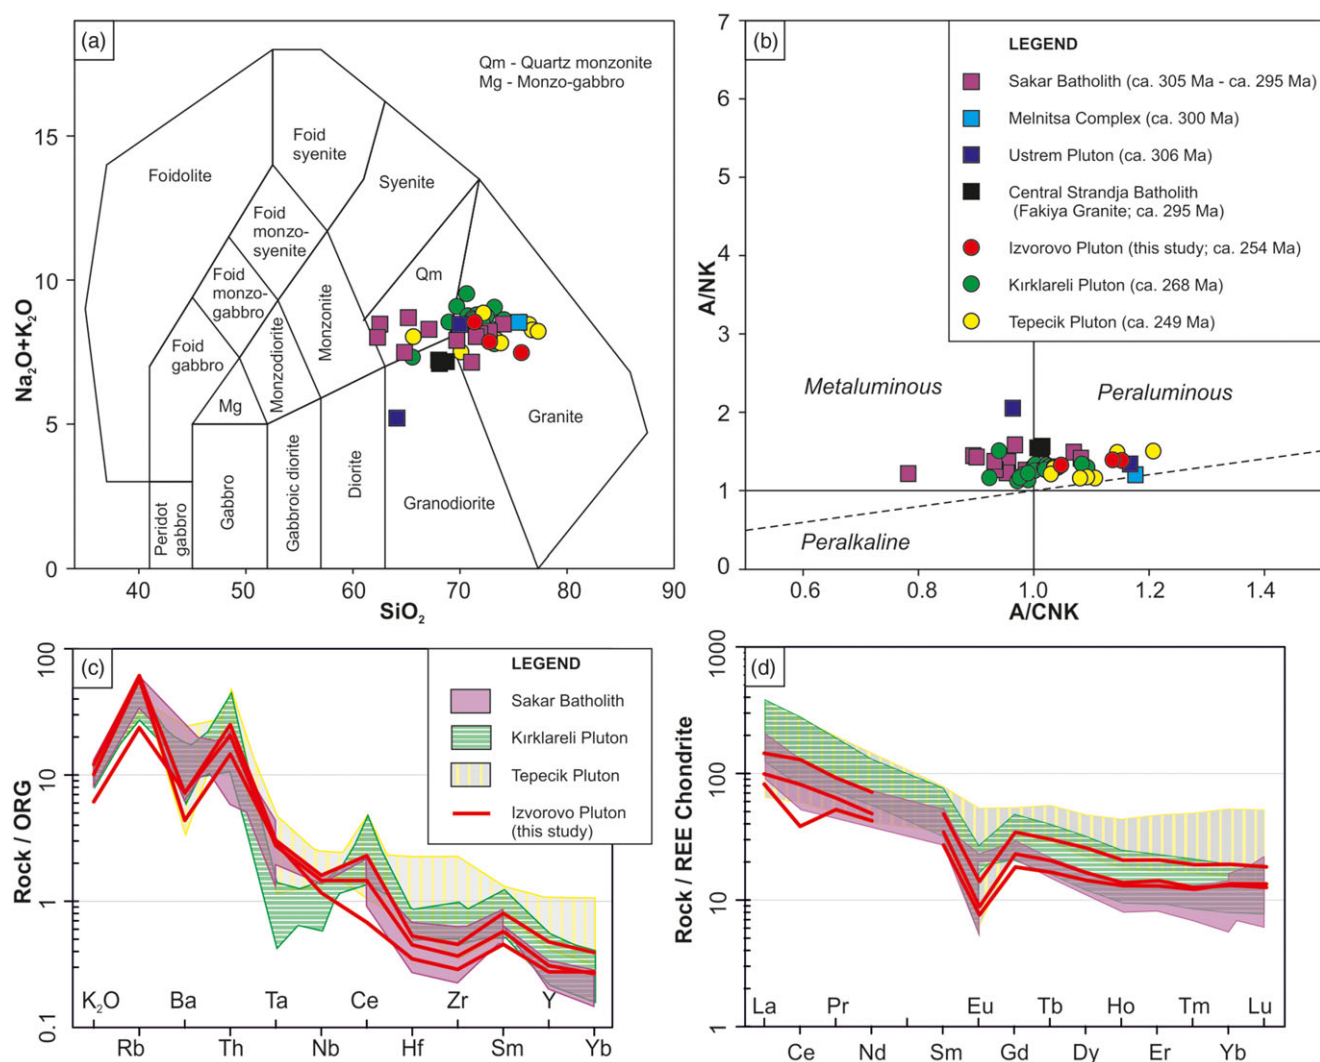 (a)
Qm - Quartz monzonite
Mg - Monzo-gabbro
Na₂O+K₂O
15
10
5
0
Foidolite
Foid
syenite
Syenite
Foid
monzo-
syenite
Foid
monzo-
gabbro
Foid
gabbro
Mg
Monzodiorite
Monzonite
Qm
Granite
Peridot
gabbro
Gabbro
Gabbroic diorite
Diorite
Granodiorite
40 50 60 70 80 90
SiO₂
(b)
A/NK
7
6
5
4
3
2
1
0
LEGEND
Sakar Batholith (ca. 305 Ma - ca. 295 Ma)
Melnitsa Complex (ca. 300 Ma)
Ustrem Pluton (ca. 306 Ma)
Central Strandja Batholith
(Fakiya Granite; ca. 295 Ma)
Izvorovo Pluton (this study; ca. 254 Ma)
Kırklareli Pluton (ca. 268 Ma)
Tepecik Pluton (ca. 249 Ma)
Metaluminous
Peraluminous
Peralkaline
0.6 0.8 1.0 1.2 1.4
A/CNK
(c)
Rock / ORG
100
10
1
0.1
LEGEND
Sakar Batholith
Kırklareli Pluton
Tepecik Pluton
Izvorovo Pluton
(this study)
K₂O Ba Ta Ce Zr Y
Rb Th Nb Hf Sm Yb
(d)
Rock / REE Chondrite
1000
100
10
1
La Pr Eu Tb Ho Tm Lu
Ce Nd Sm Gd Dy Er Yb